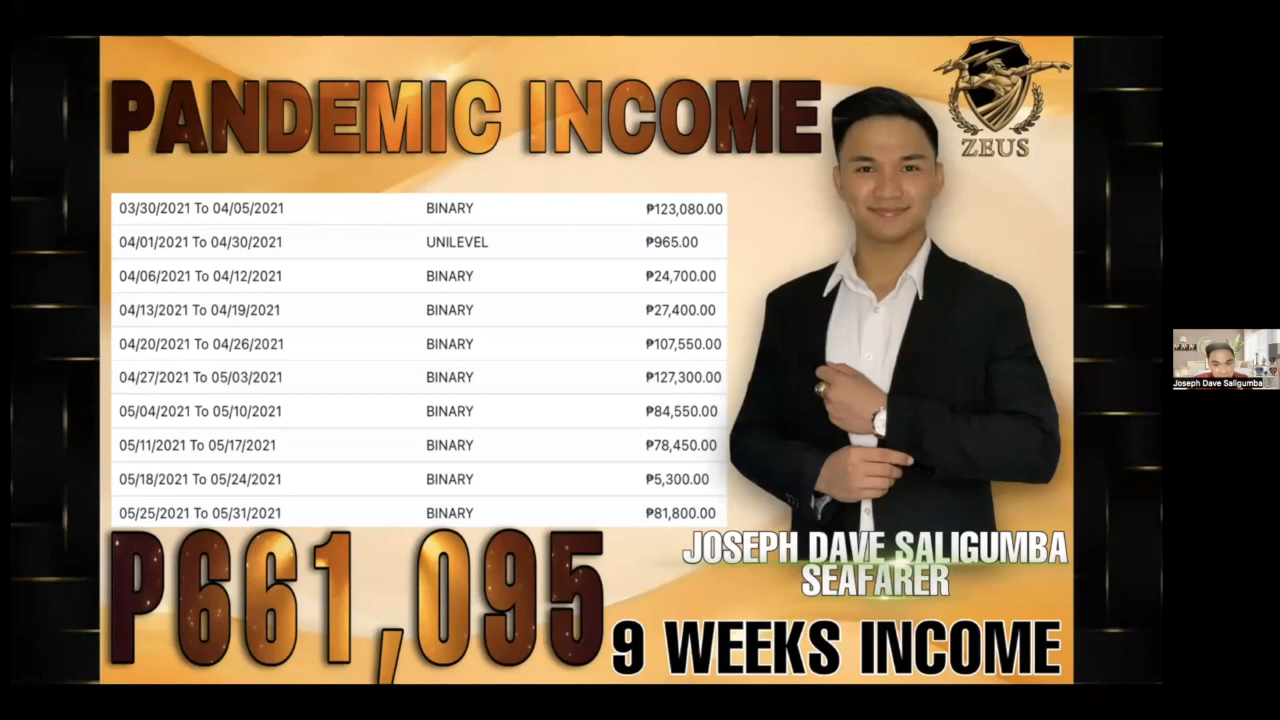 PANDEMIC INCOME
ZEUS
03/30/2021 To 04/05/2021 BINARY ₱123,080.00
04/01/2021 To 04/30/2021 UNILEVEL ₱965.00
04/06/2021 To 04/12/2021 BINARY ₱24,700.00
04/13/2021 To 04/19/2021 BINARY ₱27,400.00
04/20/2021 To 04/26/2021 BINARY ₱107,550.00
04/27/2021 To 05/03/2021 BINARY ₱127,300.00
05/04/2021 To 05/10/2021 BINARY ₱84,550.00
05/11/2021 To 05/17/2021 BINARY ₱78,450.00
05/18/2021 To 05/24/2021 BINARY ₱5,300.00
05/25/2021 To 05/31/2021 BINARY ₱81,800.00
P661,095
JOSEPH DAVE SALIGUMBA
SEAFARER
9 WEEKS INCOME
Joseph Dave Saligumba